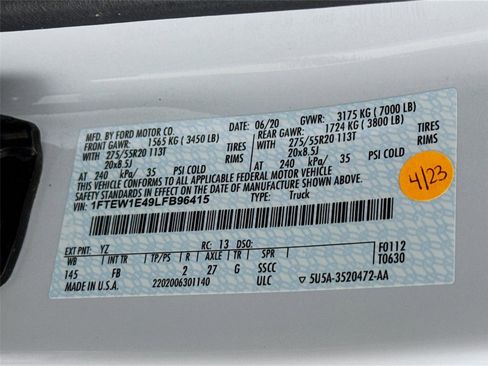 MFD. BY FORD MOTOR CO. DATE: 06/20 GVWR: 3175 KG ( 7000 LB)
FRONT GAWR: 1565 KG ( 3450 LB) REAR GAWR: 1724 KG ( 3800 LB)
WITH 275/55R20 113T TIRES WITH 275/55R20 113T TIRES
20x8.5J RIMS 20x8.5J RIMS
AT 240 kPa/ 35 PSI COLD AT 240 kPa/ 35 PSI COLD
THIS VEHICLE CONFORMS TO ALL APPLICABLE FEDERAL MOTOR VEHICLE
SAFETY STANDARDS IN EFFECT ON THE DATE OF MANUFACTURE SHOWN ABOVE.
VIN: 1FTEW1E49LFB96415 TYPE: Truck
4/23
EXT PNT: YZ RC: 13 DSO: F0112
WB INT TR TP/PS R AXLE TR SPR T0630
145 FB 2 27 G SSCC
MADE IN U.S.A. 2202006301140 ULC ▽ 5U5A-3520472-AA